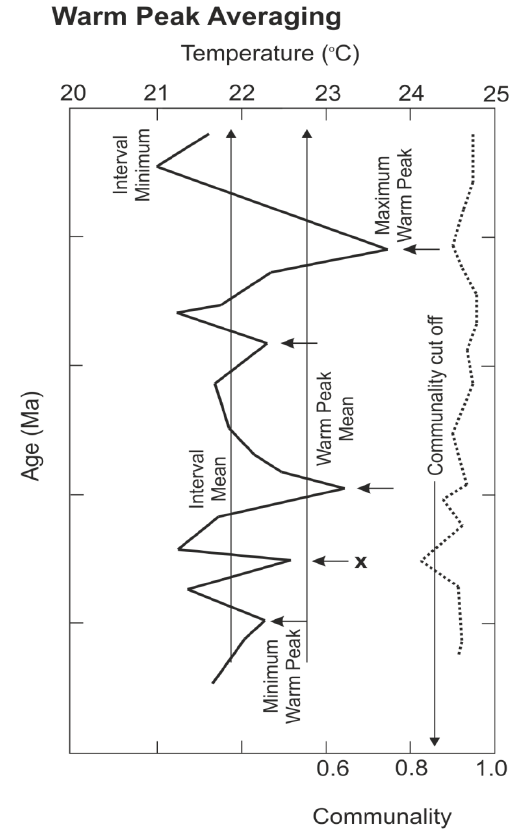 Warm Peak Averaging
Temperature (°C)
20 21 22 23 24 25
Interval
Minimum
Maximum
Warm Peak
Communality cut off
Age (Ma)
Warm Peak
Mean
Interval
Mean
x
Minimum
Warm Peak
0.6 0.8 1.0
Communality